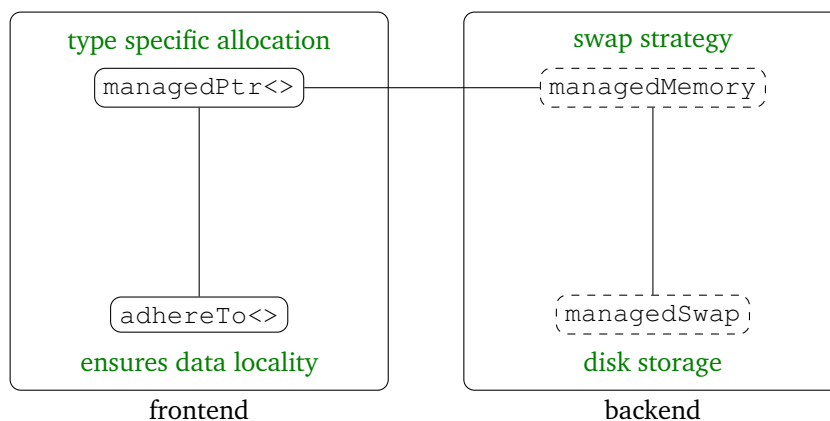 type specific allocation
managedPtr<>
adhereTo<>
ensures data locality
frontend
swap strategy
managedMemory
managedSwap
disk storage
backend